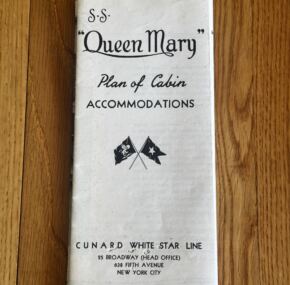 S.S.
"Queen Mary"
Plan of Cabin
ACCOMMODATIONS
CUNARD WHITE STAR LINE
25 BROADWAY (HEAD OFFICE)
638 FIFTH AVENUE
NEW YORK CITY